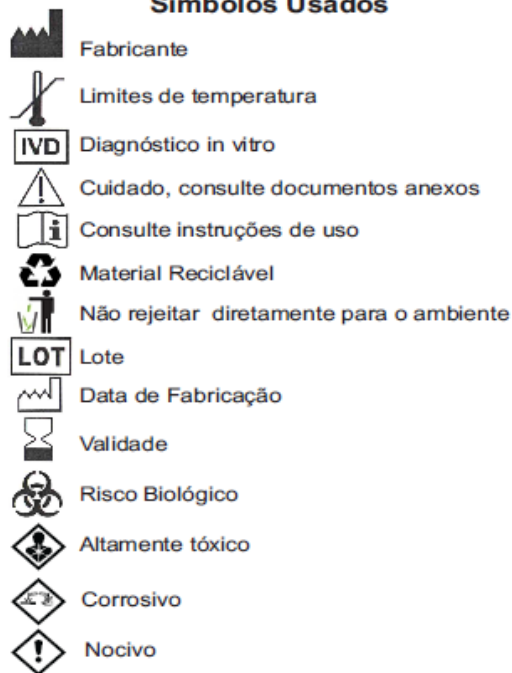 Símbolos Usados
Fabricante
Limites de temperatura
IVD Diagnóstico in vitro
Cuidado, consulte documentos anexos
i Consulte instruções de uso
Material Reciclável
Não rejeitar diretamente para o ambiente
LOT Lote
Data de Fabricação
Validade
Risco Biológico
Altamente tóxico
Corrosivo
Nocivo